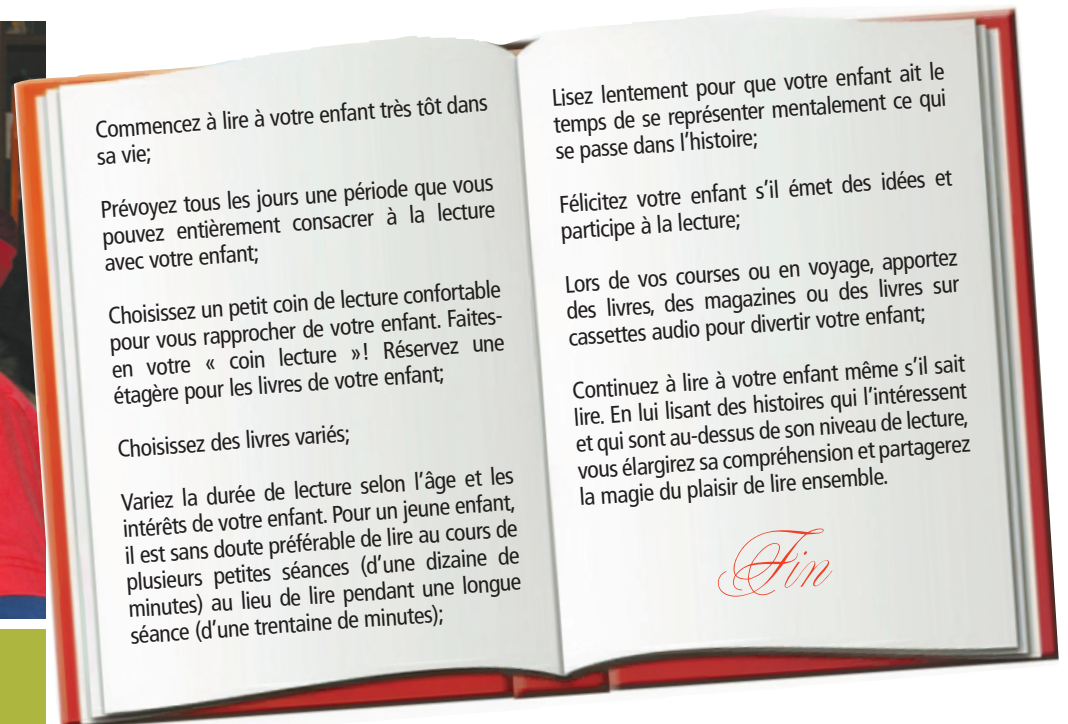 Commencez à lire à votre enfant très tôt dans
sa vie;
Prévoyez tous les jours une période que vous
pouvez entièrement consacrer à la lecture
avec votre enfant;
Choisissez un petit coin de lecture confortable
pour vous rapprocher de votre enfant. Faites-
en votre « coin lecture »! Réservez une
étagère pour les livres de votre enfant;
Choisissez des livres variés;
Variez la durée de lecture selon l’âge et les
intérêts de votre enfant. Pour un jeune enfant,
il est sans doute préférable de lire au cours de
plusieurs petites séances (d’une dizaine de
minutes) au lieu de lire pendant une longue
séance (d’une trentaine de minutes);
Lisez lentement pour que votre enfant ait le
temps de se représenter mentalement ce qui
se passe dans l’histoire;
Félicitez votre enfant s’il émet des idées et
participe à la lecture;
Lors de vos courses ou en voyage, apportez
des livres, des magazines ou des livres sur
cassettes audio pour divertir votre enfant;
Continuez à lire à votre enfant même s’il sait
lire. En lui lisant des histoires qui l’intéressent
et qui sont au-dessus de son niveau de lecture,
vous élargirez sa compréhension et partagerez
la magie du plaisir de lire ensemble.
Fin